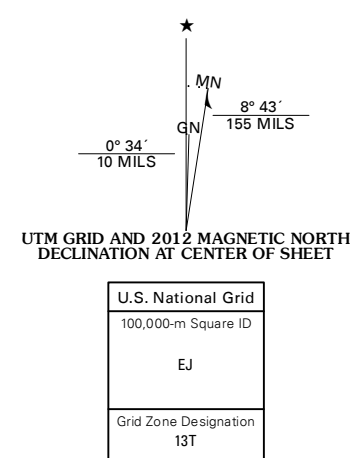 ★
MN
GN
8° 43´
155 MILS
0° 34´
10 MILS
UTM GRID AND 2012 MAGNETIC NORTH
DECLINATION AT CENTER OF SHEET
U.S. National Grid
100,000-m Square ID
EJ
Grid Zone Designation
13T